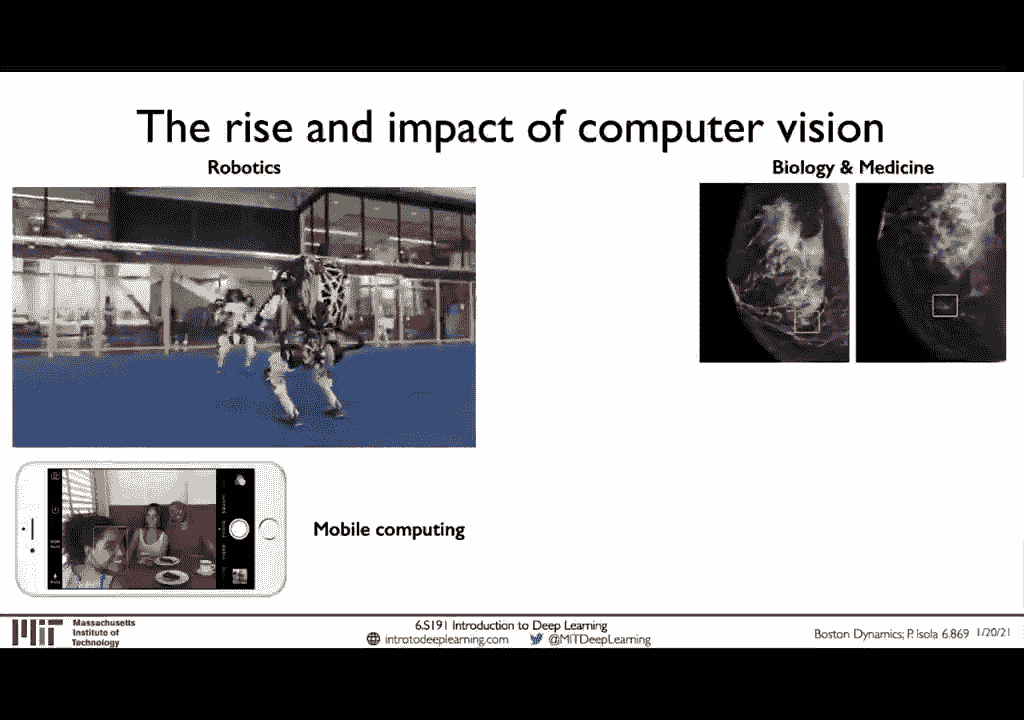 The rise and impact of computer vision
Robotics
Biology & Medicine
Mobile computing
Massachusetts
Institute of
Technology
6.S191 Introduction to Deep Learning
introtodeeplearning.com
@MITDeepLearning
Boston Dynamics; P. Isola 6.869
1/20/21